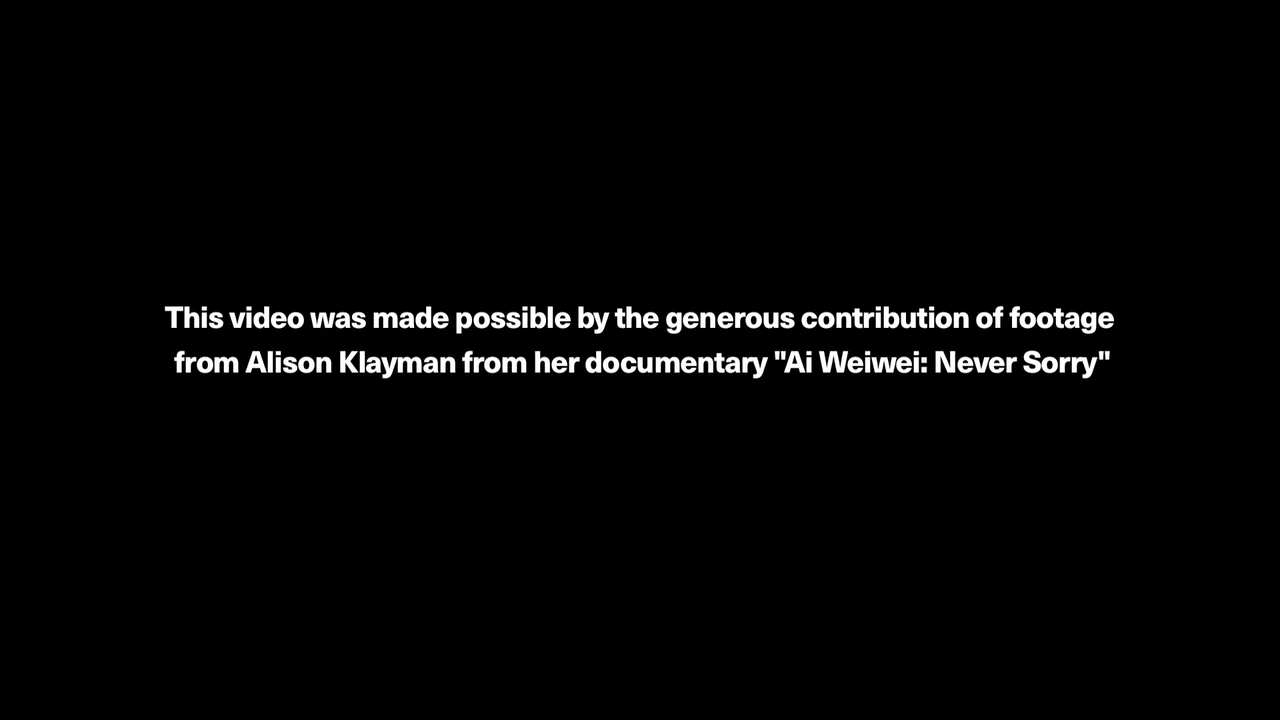 This video was made possible by the generous contribution of footage
from Alison Klayman from her documentary "Ai Weiwei: Never Sorry"